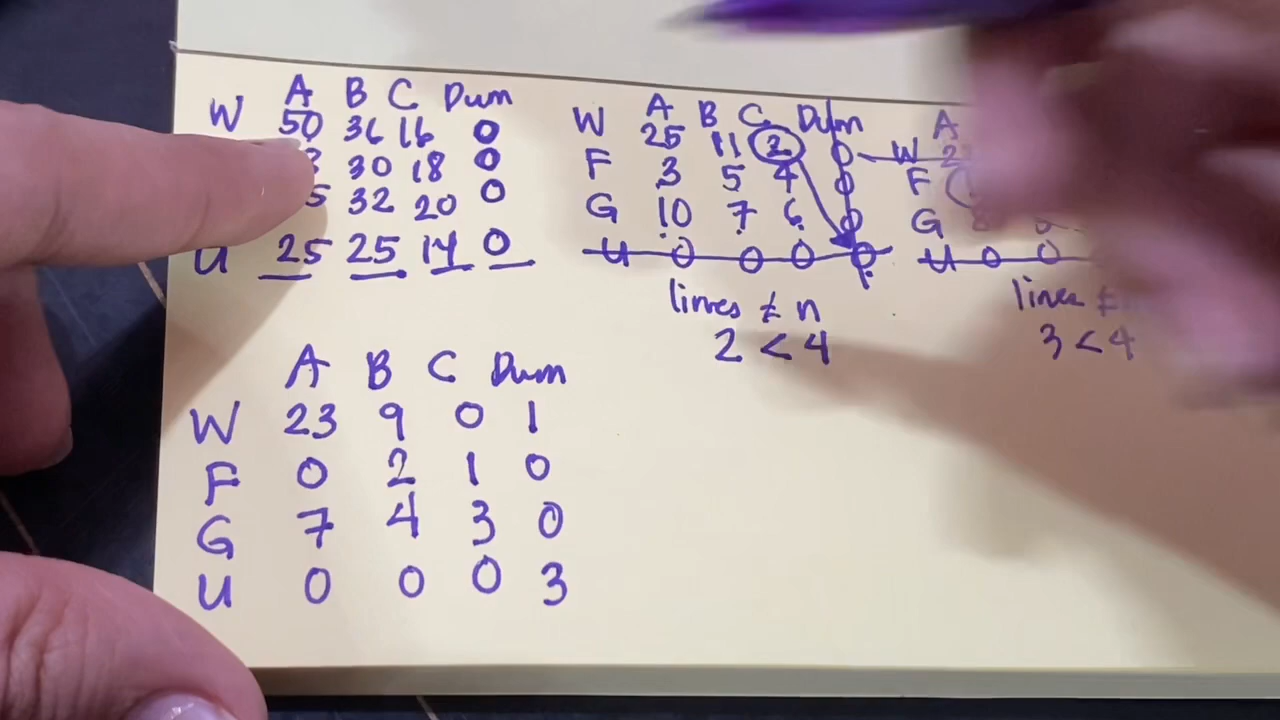 A B C Dum
W 50 36 16 0
30 18 0
32 20 0
U 25 25 14 0
A B C Dum
W 25 11 2 0
F 3 5 4 0
G 10 7 6 0
U 0 0 0 0
lines ≠ n
2 < 4
A
W
F
G
U 0 0
lines
3 < 4
A B C Dum
W 23 9 0 1
F 0 2 1 0
G 7 4 3 0
U 0 0 0 3